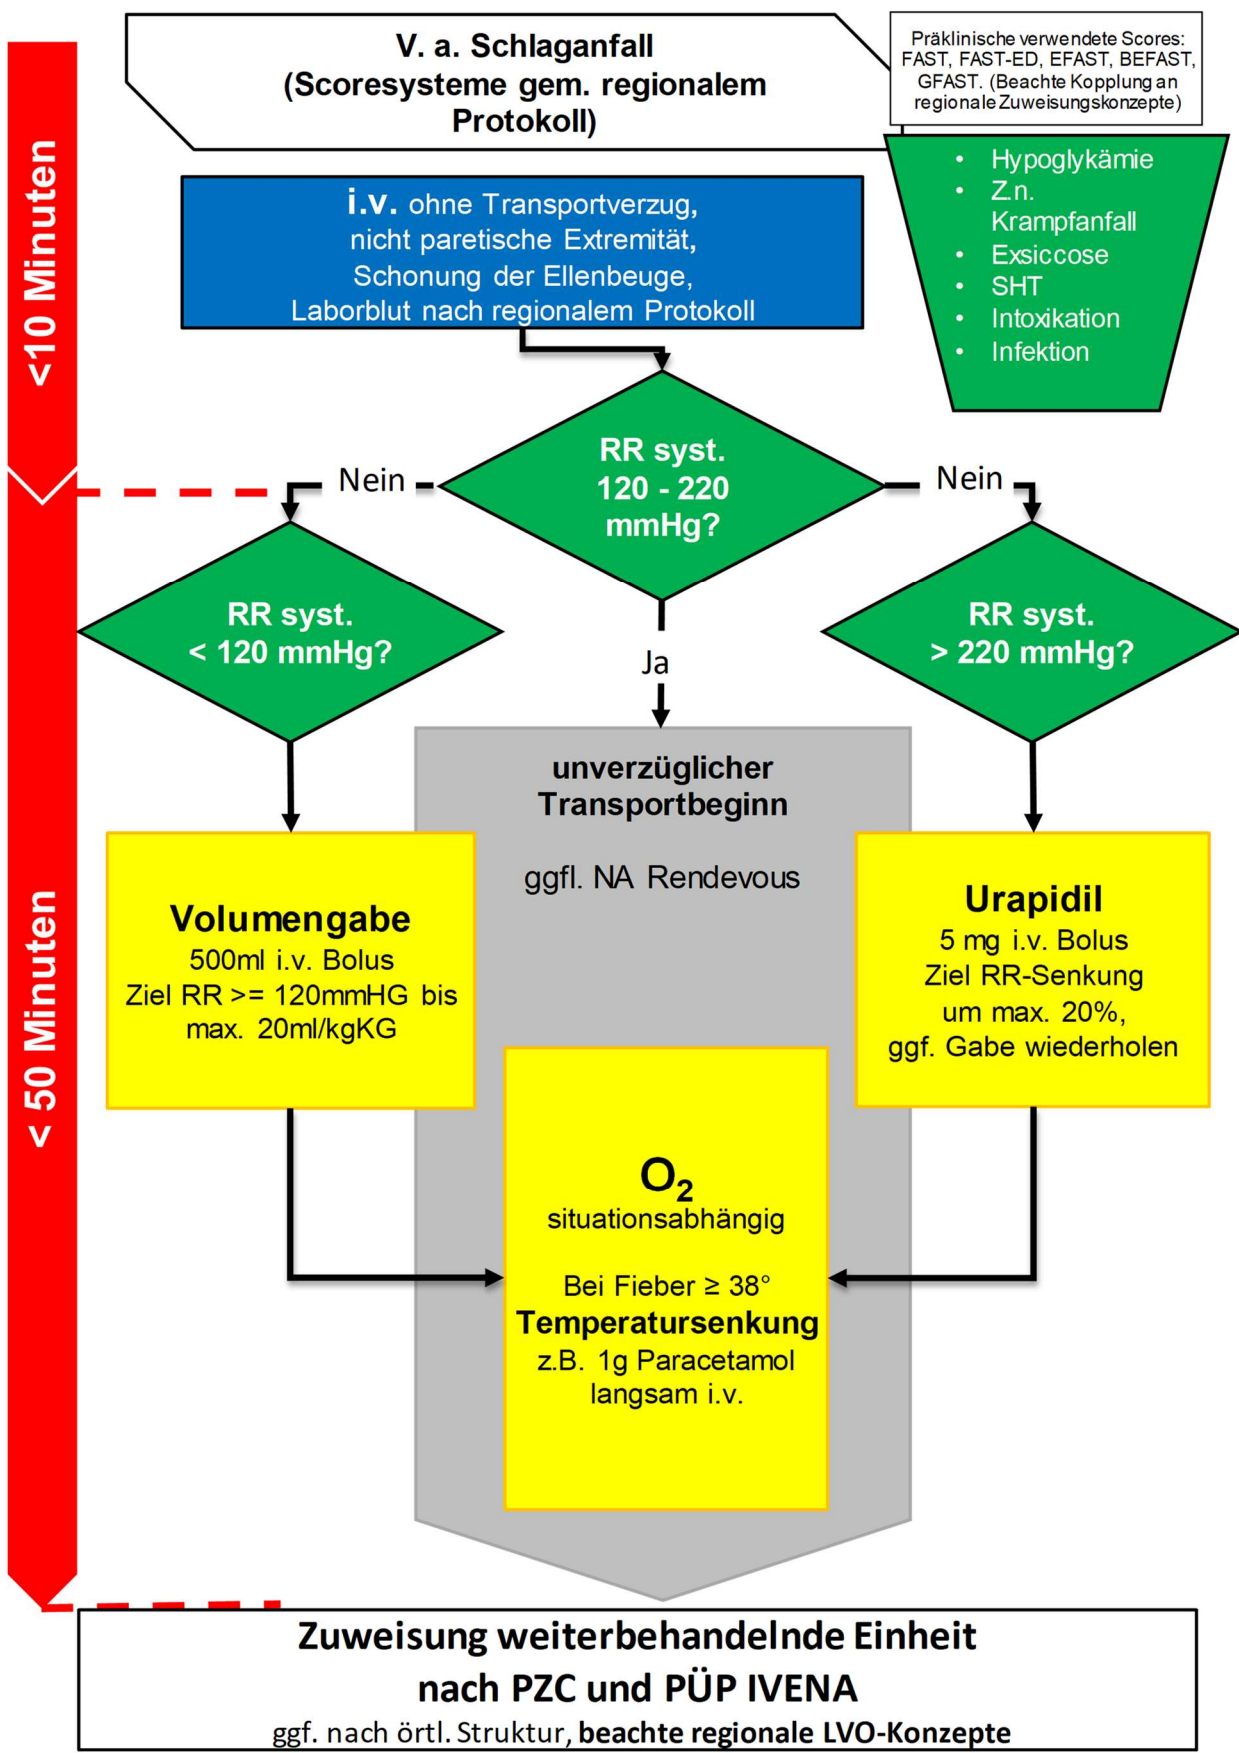 V. a. Schlaganfall
(Scoresysteme gem. regionalem
Protokoll)
Präklinische verwendete Scores:
FAST, FAST-ED, EFAST, BEFAST,
GFAST. (Beachte Kopplung an
regionale Zuweisungskonzepte)
• Hypoglykämie
• Z.n.
Krampfanfall
• Exsiccose
• SHT
• Intoxikation
• Infektion
<10 Minuten
i.v. ohne Transportverzug,
nicht paretische Extremität,
Schonung der Ellenbeuge,
Laborblut nach regionalem Protokoll
RR syst.
120 - 220
mmHg?
Nein
Nein
Ja
RR syst.
< 120 mmHg?
RR syst.
> 220 mmHg?
< 50 Minuten
unverzüglicher
Transportbeginn
ggfl. NA Rendevous
Volumengabe
500ml i.v. Bolus
Ziel RR >= 120mmHG bis
max. 20ml/kgKG
Urapidil
5 mg i.v. Bolus
Ziel RR-Senkung
um max. 20%,
ggf. Gabe wiederholen
O₂
situationsabhängig
Bei Fieber ≥ 38°
Temperatursenkung
z.B. 1g Paracetamol
langsam i.v.
Zuweisung weiterbehandelnde Einheit
nach PZC und PÜP IVENA
ggf. nach örtl. Struktur, beachte regionale LVO-Konzepte